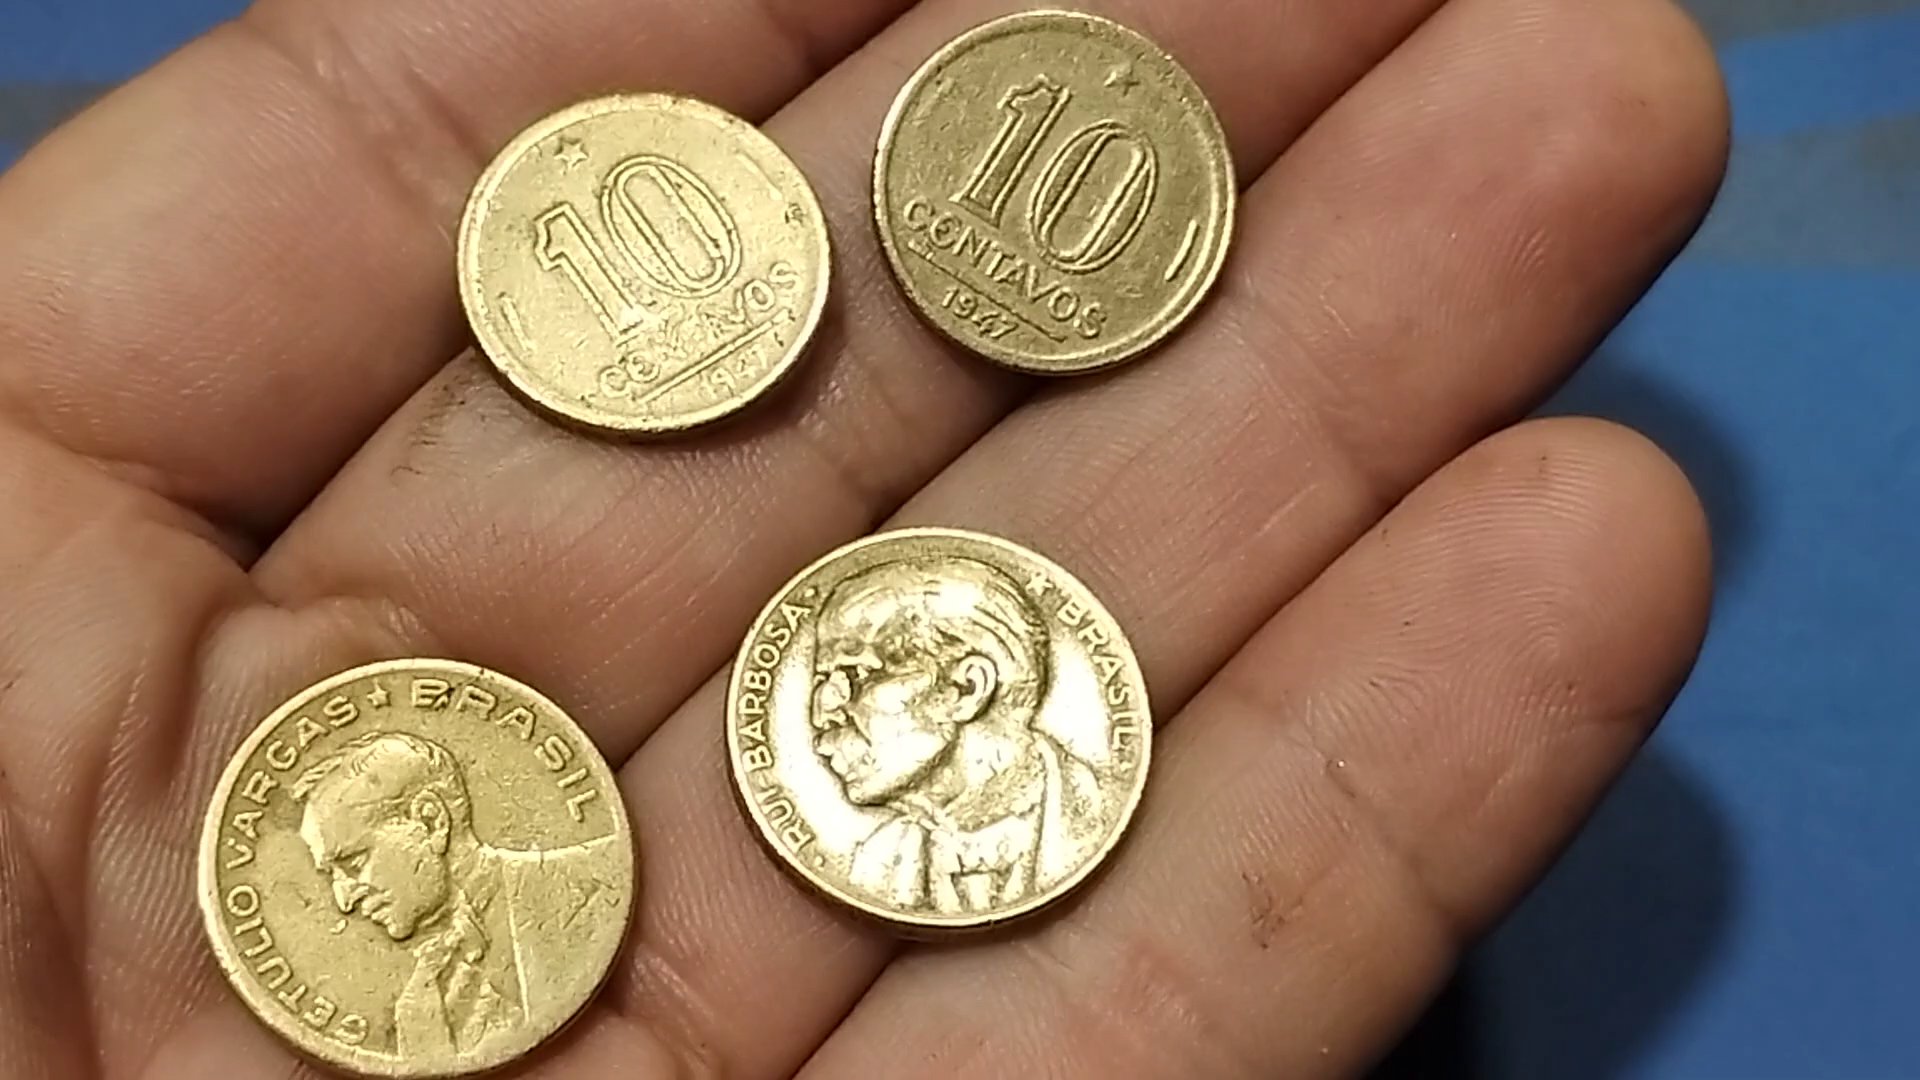 10
CENTAVOS
1947
10
CENTAVOS
1947
GETULIO VARGAS ★ BRASIL
• RUI BARBOSA • ★ BRASIL